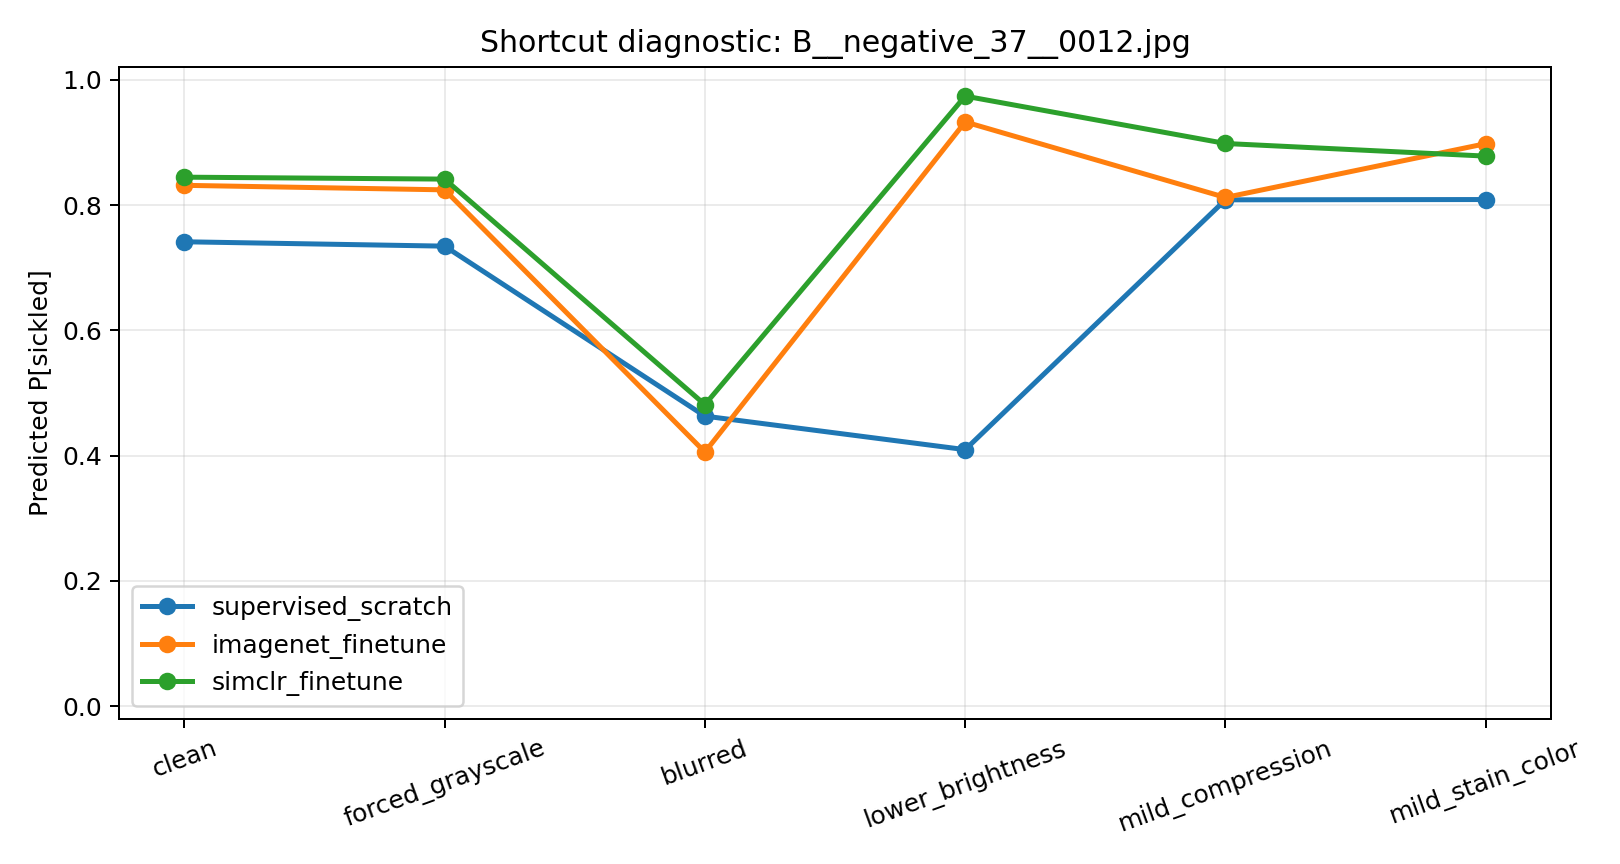 Shortcut diagnostic: B__negative_37__0012.jpg
Predicted P[sickled]
1.0
0.8
0.6
0.4
0.2
0.0
supervised_scratch
imagenet_finetune
simclr_finetune
clean
forced_grayscale
blurred
lower_brightness
mild_compression
mild_stain_color